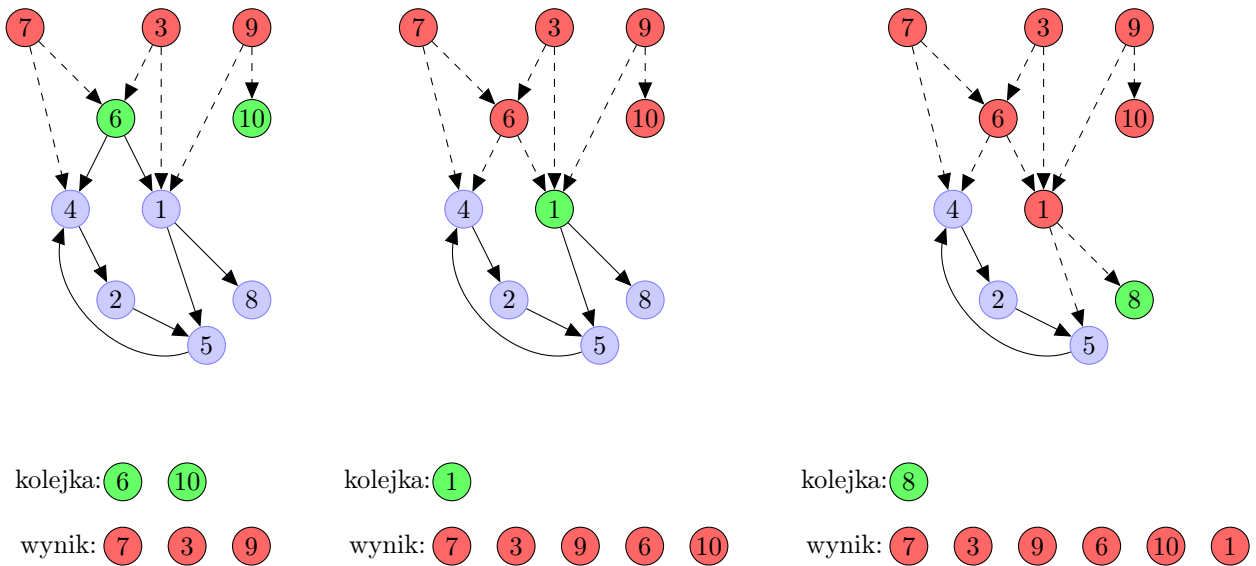 7 3 9 7 3 9 7 3 9
6 10 6 10 6 10
4 1 4 1 4 1
2 8 2 8 2 8
5 5 5
kolejka: 6 10 kolejka: 1 kolejka: 8
wynik: 7 3 9 wynik: 7 3 9 6 10 wynik: 7 3 9 6 10 1